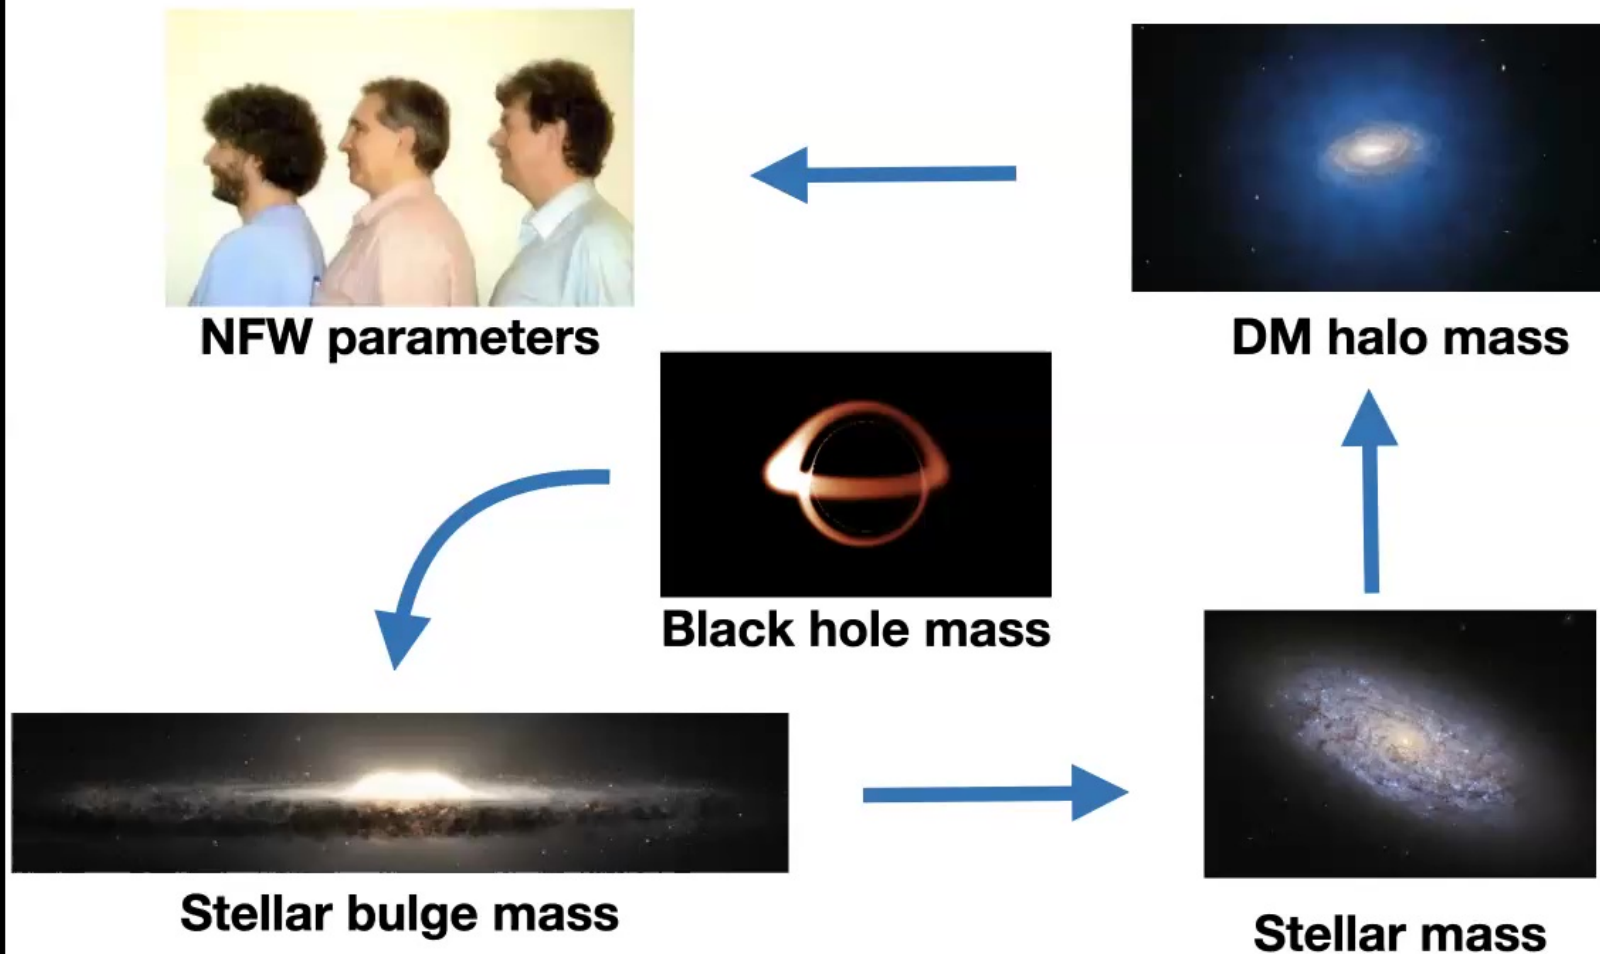 NFW parameters
DM halo mass
Black hole mass
Stellar bulge mass
Stellar mass